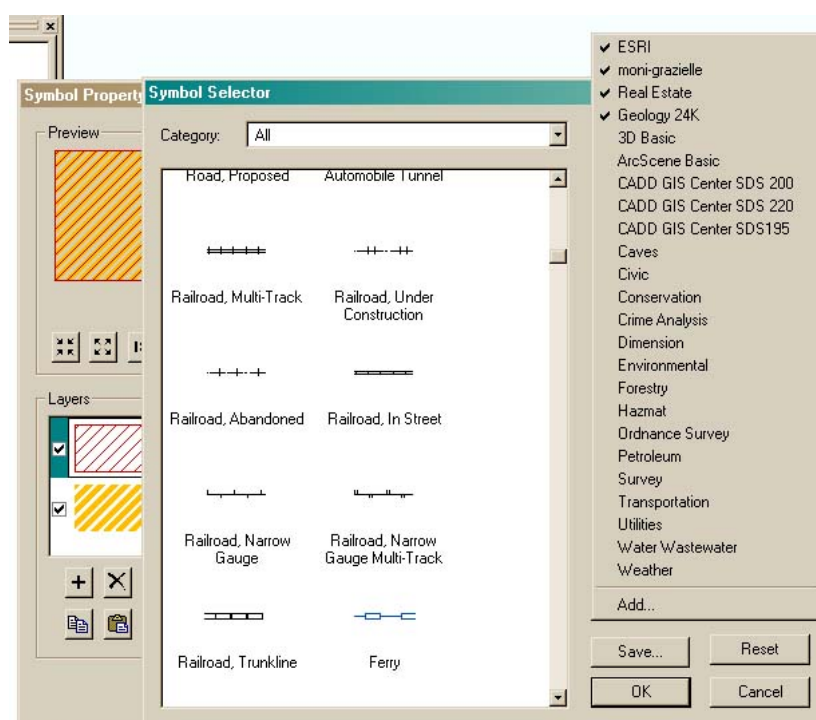 Symbol Property
Symbol Selector
Preview
Category:
All
Road, Proposed
Automobile Tunnel
Railroad, Multi-Track
Railroad, Under
Construction
Railroad, Abandoned
Railroad, In Street
Railroad, Narrow
Gauge
Railroad, Narrow
Gauge Multi-Track
Railroad, Trunkline
Ferry
Layers
ESRI
moni-grazielle
Real Estate
Geology 24K
3D Basic
ArcScene Basic
CADD GIS Center SDS 200
CADD GIS Center SDS 220
CADD GIS Center SDS195
Caves
Civic
Conservation
Crime Analysis
Dimension
Environmental
Forestry
Hazmat
Ordnance Survey
Petroleum
Survey
Transportation
Utilities
Water Wastewater
Weather
Add...
Save...
Reset
OK
Cancel